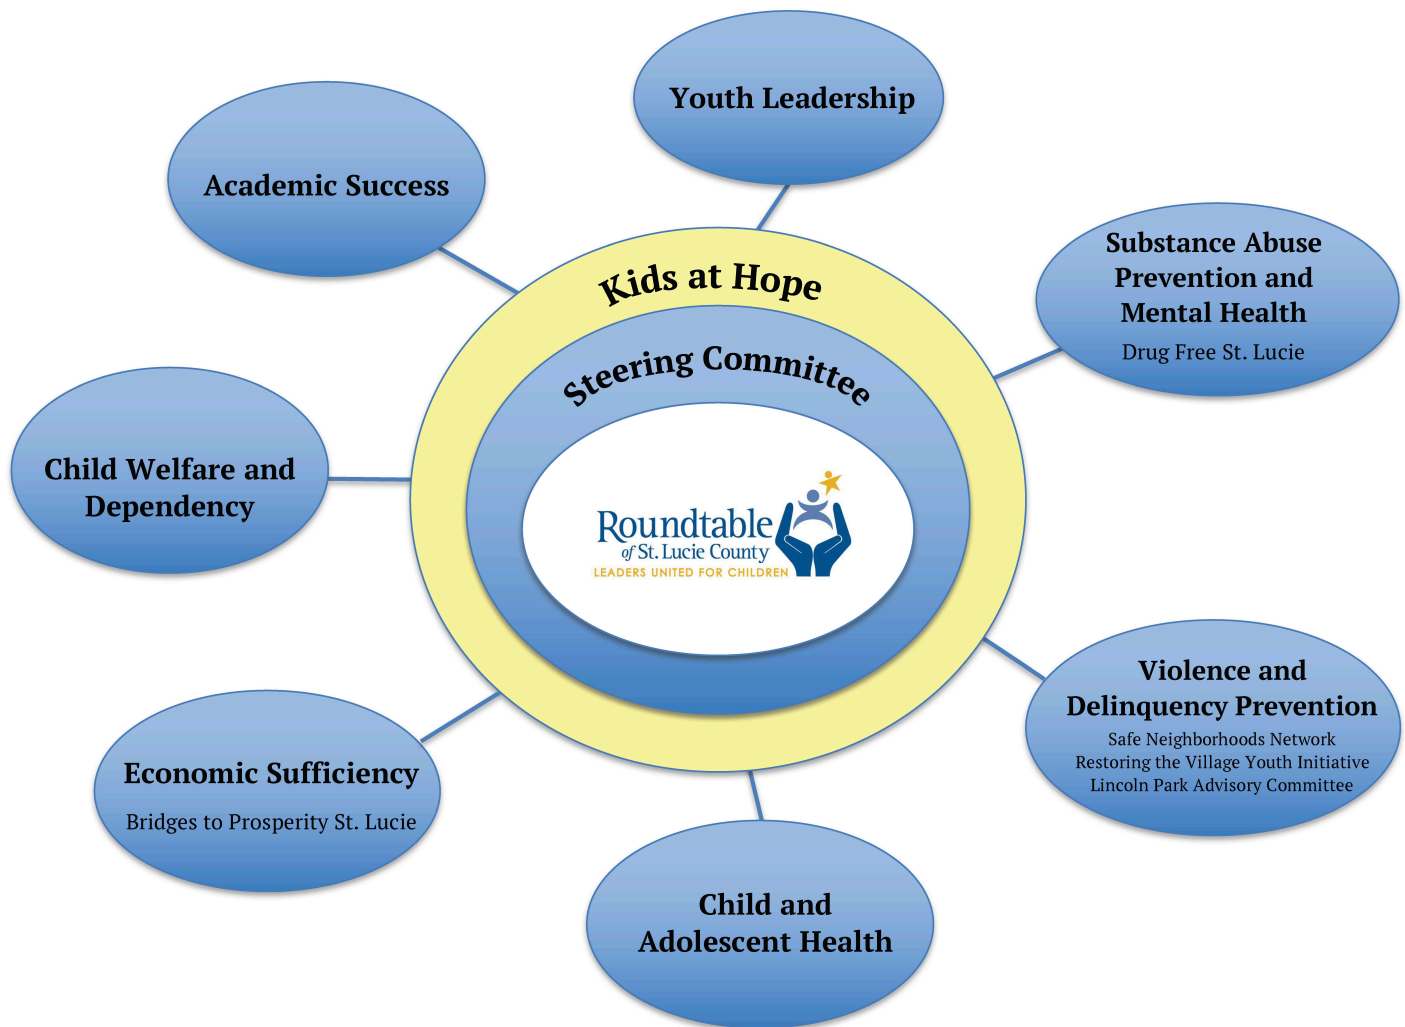 Youth Leadership
Academic Success
Substance Abuse
Prevention and
Mental Health
Drug Free St. Lucie
Kids at Hope
Steering Committee
Child Welfare and
Dependency
Roundtable
of St. Lucie County
LEADERS UNITED FOR CHILDREN
Violence and
Delinquency Prevention
Safe Neighborhoods Network
Restoring the Village Youth Initiative
Lincoln Park Advisory Committee
Economic Sufficiency
Bridges to Prosperity St. Lucie
Child and
Adolescent Health